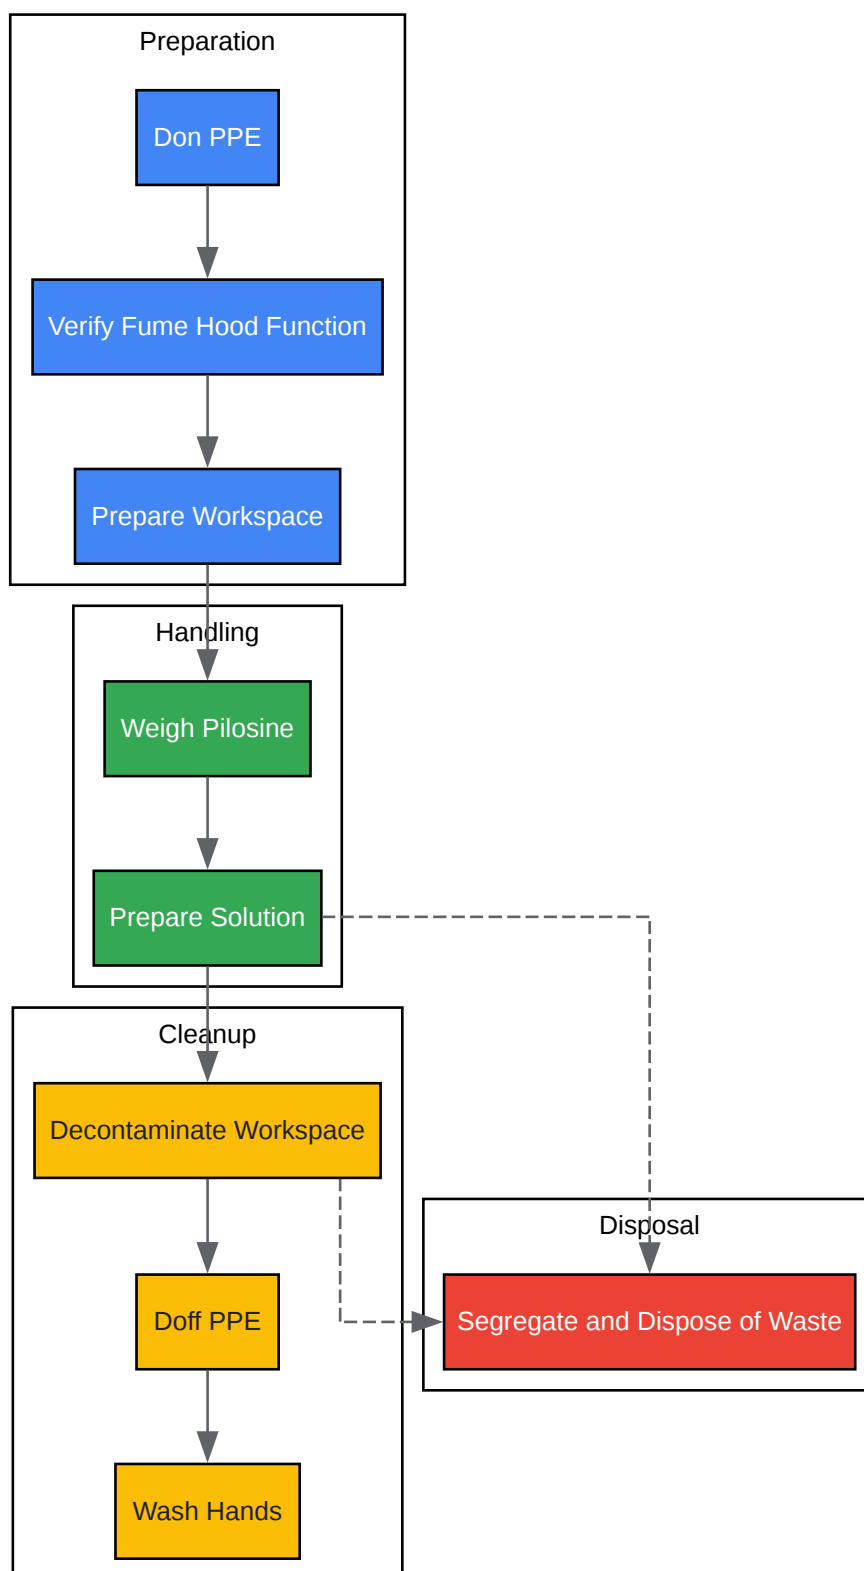 Preparation
Don PPE
Verify Fume Hood Function
Prepare Workspace
Handling
Weigh Pilosine
Prepare Solution
Cleanup
Decontaminate Workspace
Disposal
Doff PPE
Segregate and Dispose of Waste
Wash Hands